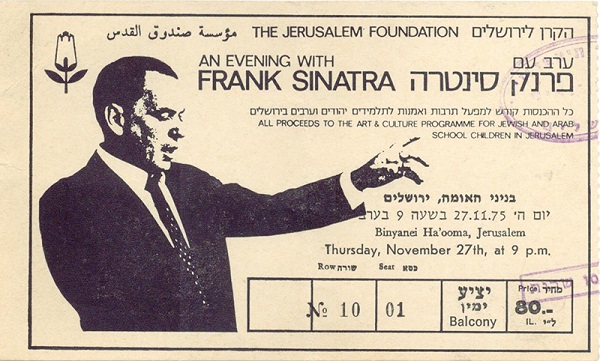 مؤسسة صندوق القدس THE JERUSALEM FOUNDATION הקרן לירושלים
AN EVENING WITH ערב עם
FRANK SINATRA פרנק סינטרה
כל ההכנסות קודש למפעל תרבות ואמנות לתלמידים יהודים וערבים בירושלים
ALL PROCEEDS TO THE ART & CULTURE PROGRAMME FOR JEWISH AND ARAB
SCHOOL CHILDREN IN JERUSALEM
בניני האומה, ירושלים
יום ה' 27.11.75 בשעה 9 בערב
Binyanei Ha'ooma, Jerusalem
Thursday, November 27th, at 9 p.m.
Row שורה Seat כסא
№ 10 01
יציע
ימין
Balcony
Price מחיר
80.-
IL. ל"י